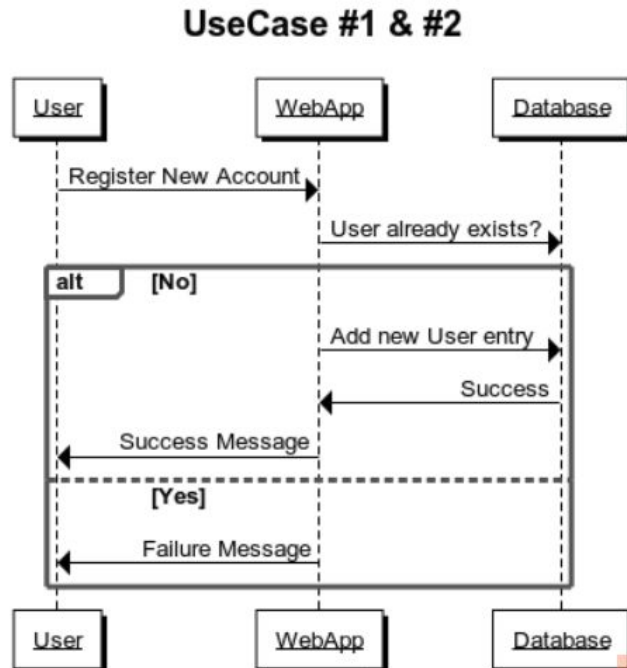 UseCase #1 & #2
User WebApp Database
Register New Account
User already exists?
alt [No]
Add new User entry
Success
Success Message
[Yes]
Failure Message
User WebApp Database